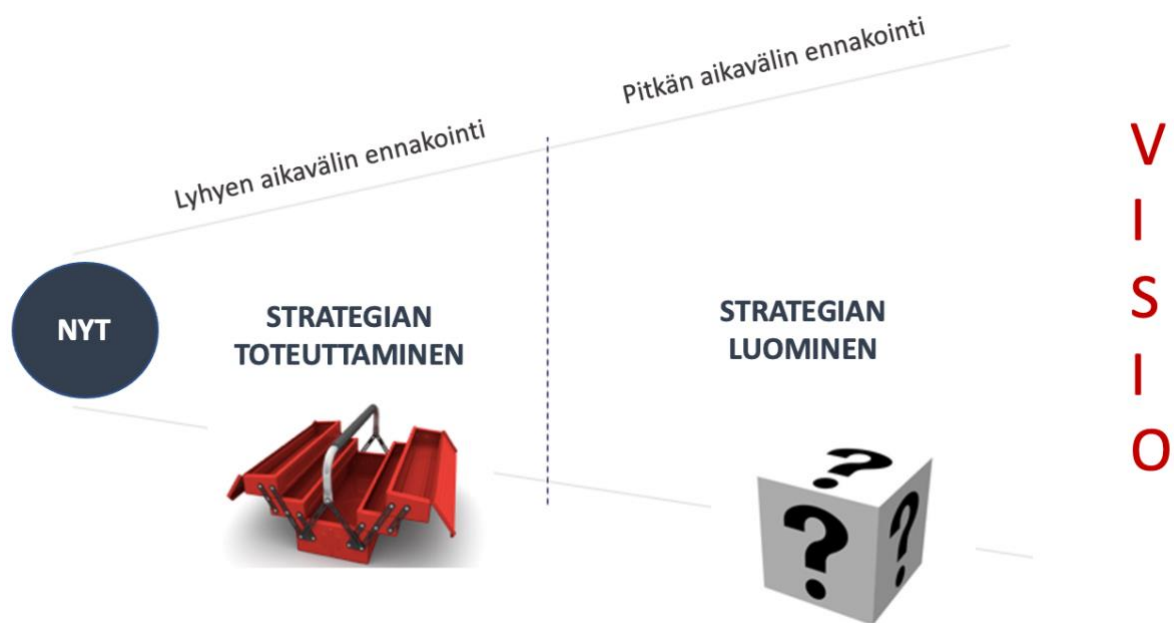 Lyhyen aikavälin ennakointi
Pitkän aikavälin ennakointi
NYT
STRATEGIAN
TOTEUTTAMINEN
STRATEGIAN
LUOMINEN
V
I
S
I
O
?
?
?